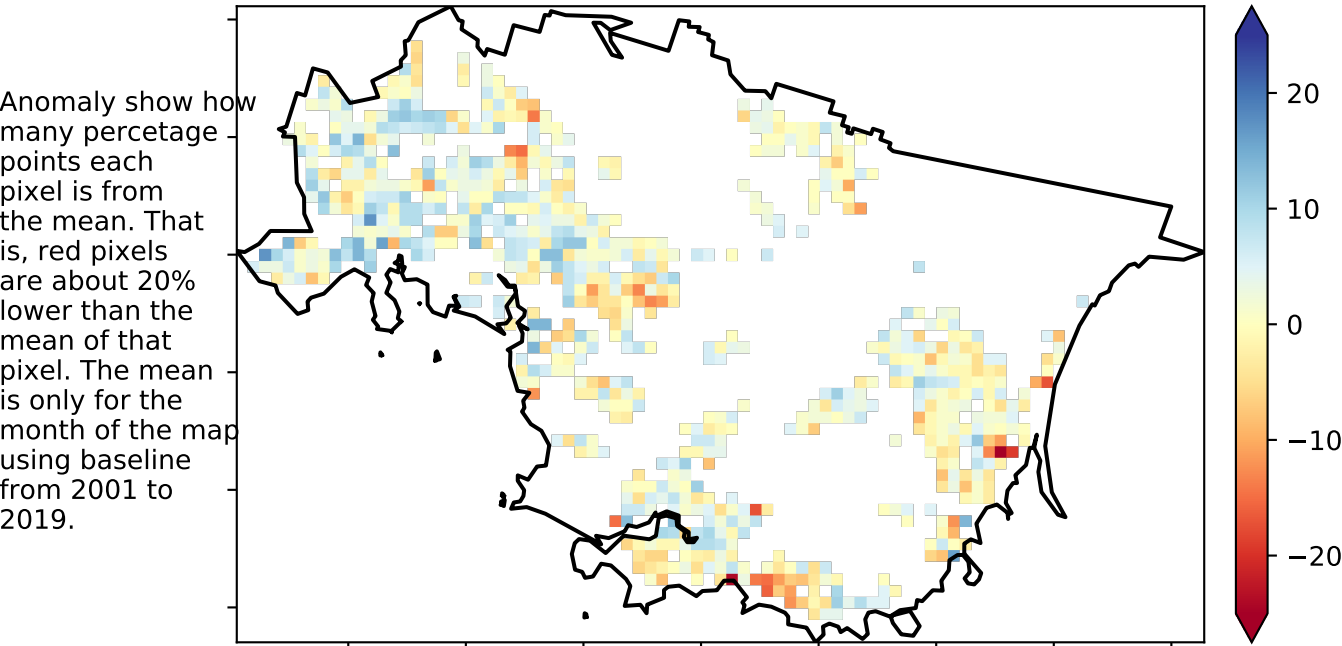 Anomaly show how
many percetage
points each
pixel is from
the mean. That
is, red pixels
are about 20%
lower than the
mean of that
pixel. The mean
is only for the
month of the map
using baseline
from 2001 to
2019.
20
10
0
−10
−20